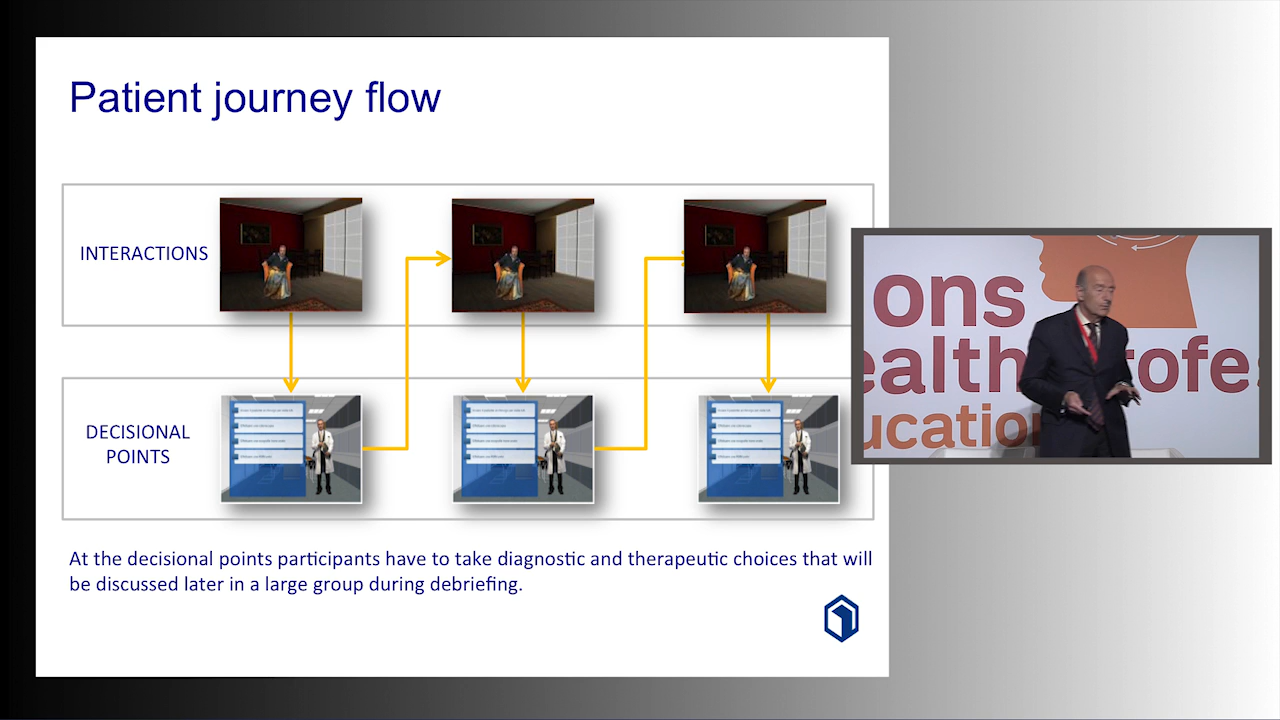 Patient journey flow
INTERACTIONS
DECISIONAL
POINTS
At the decisional points participants have to take diagnostic and therapeutic choices that will
be discussed later in a large group during debriefing.
ons
ealth rofe
ucatio